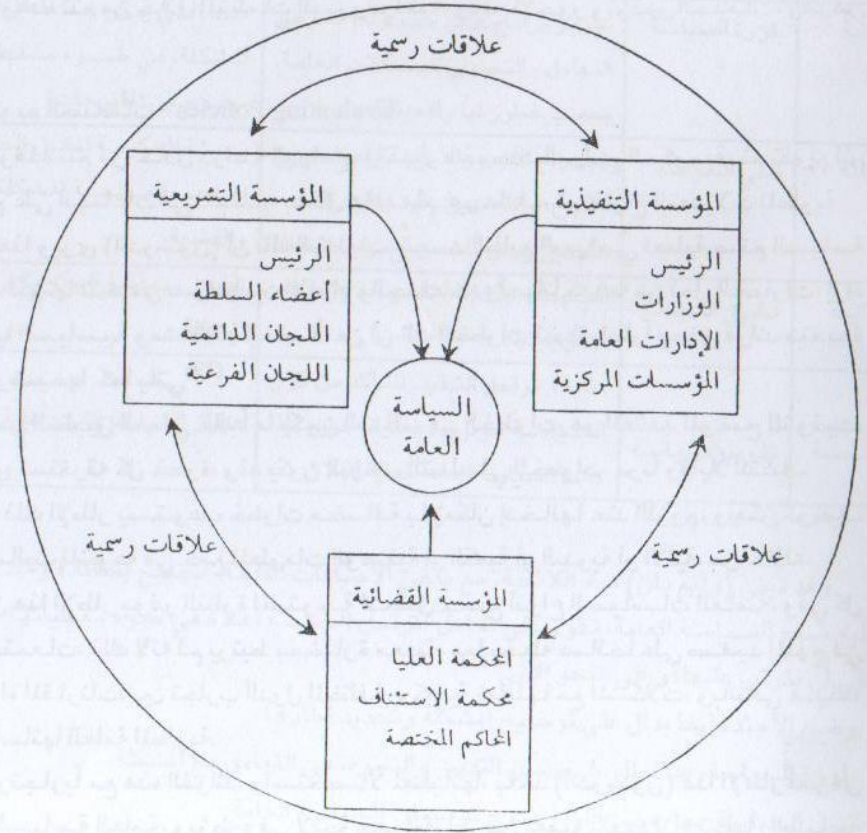 علاقات رسمية
المؤسسة التنفيذية
الرئيس
الوزارات
الإدارات العامة
المؤسسات المركزية
المؤسسة التشريعية
الرئيس
أعضاء السلطة
اللجان الدائمية
اللجان الفرعية
السياسة
العامة
علاقات رسمية
علاقات رسمية
المؤسسة القضائية
المحكمة العليا
محكمة الاستئناف
المحاكم المختصة